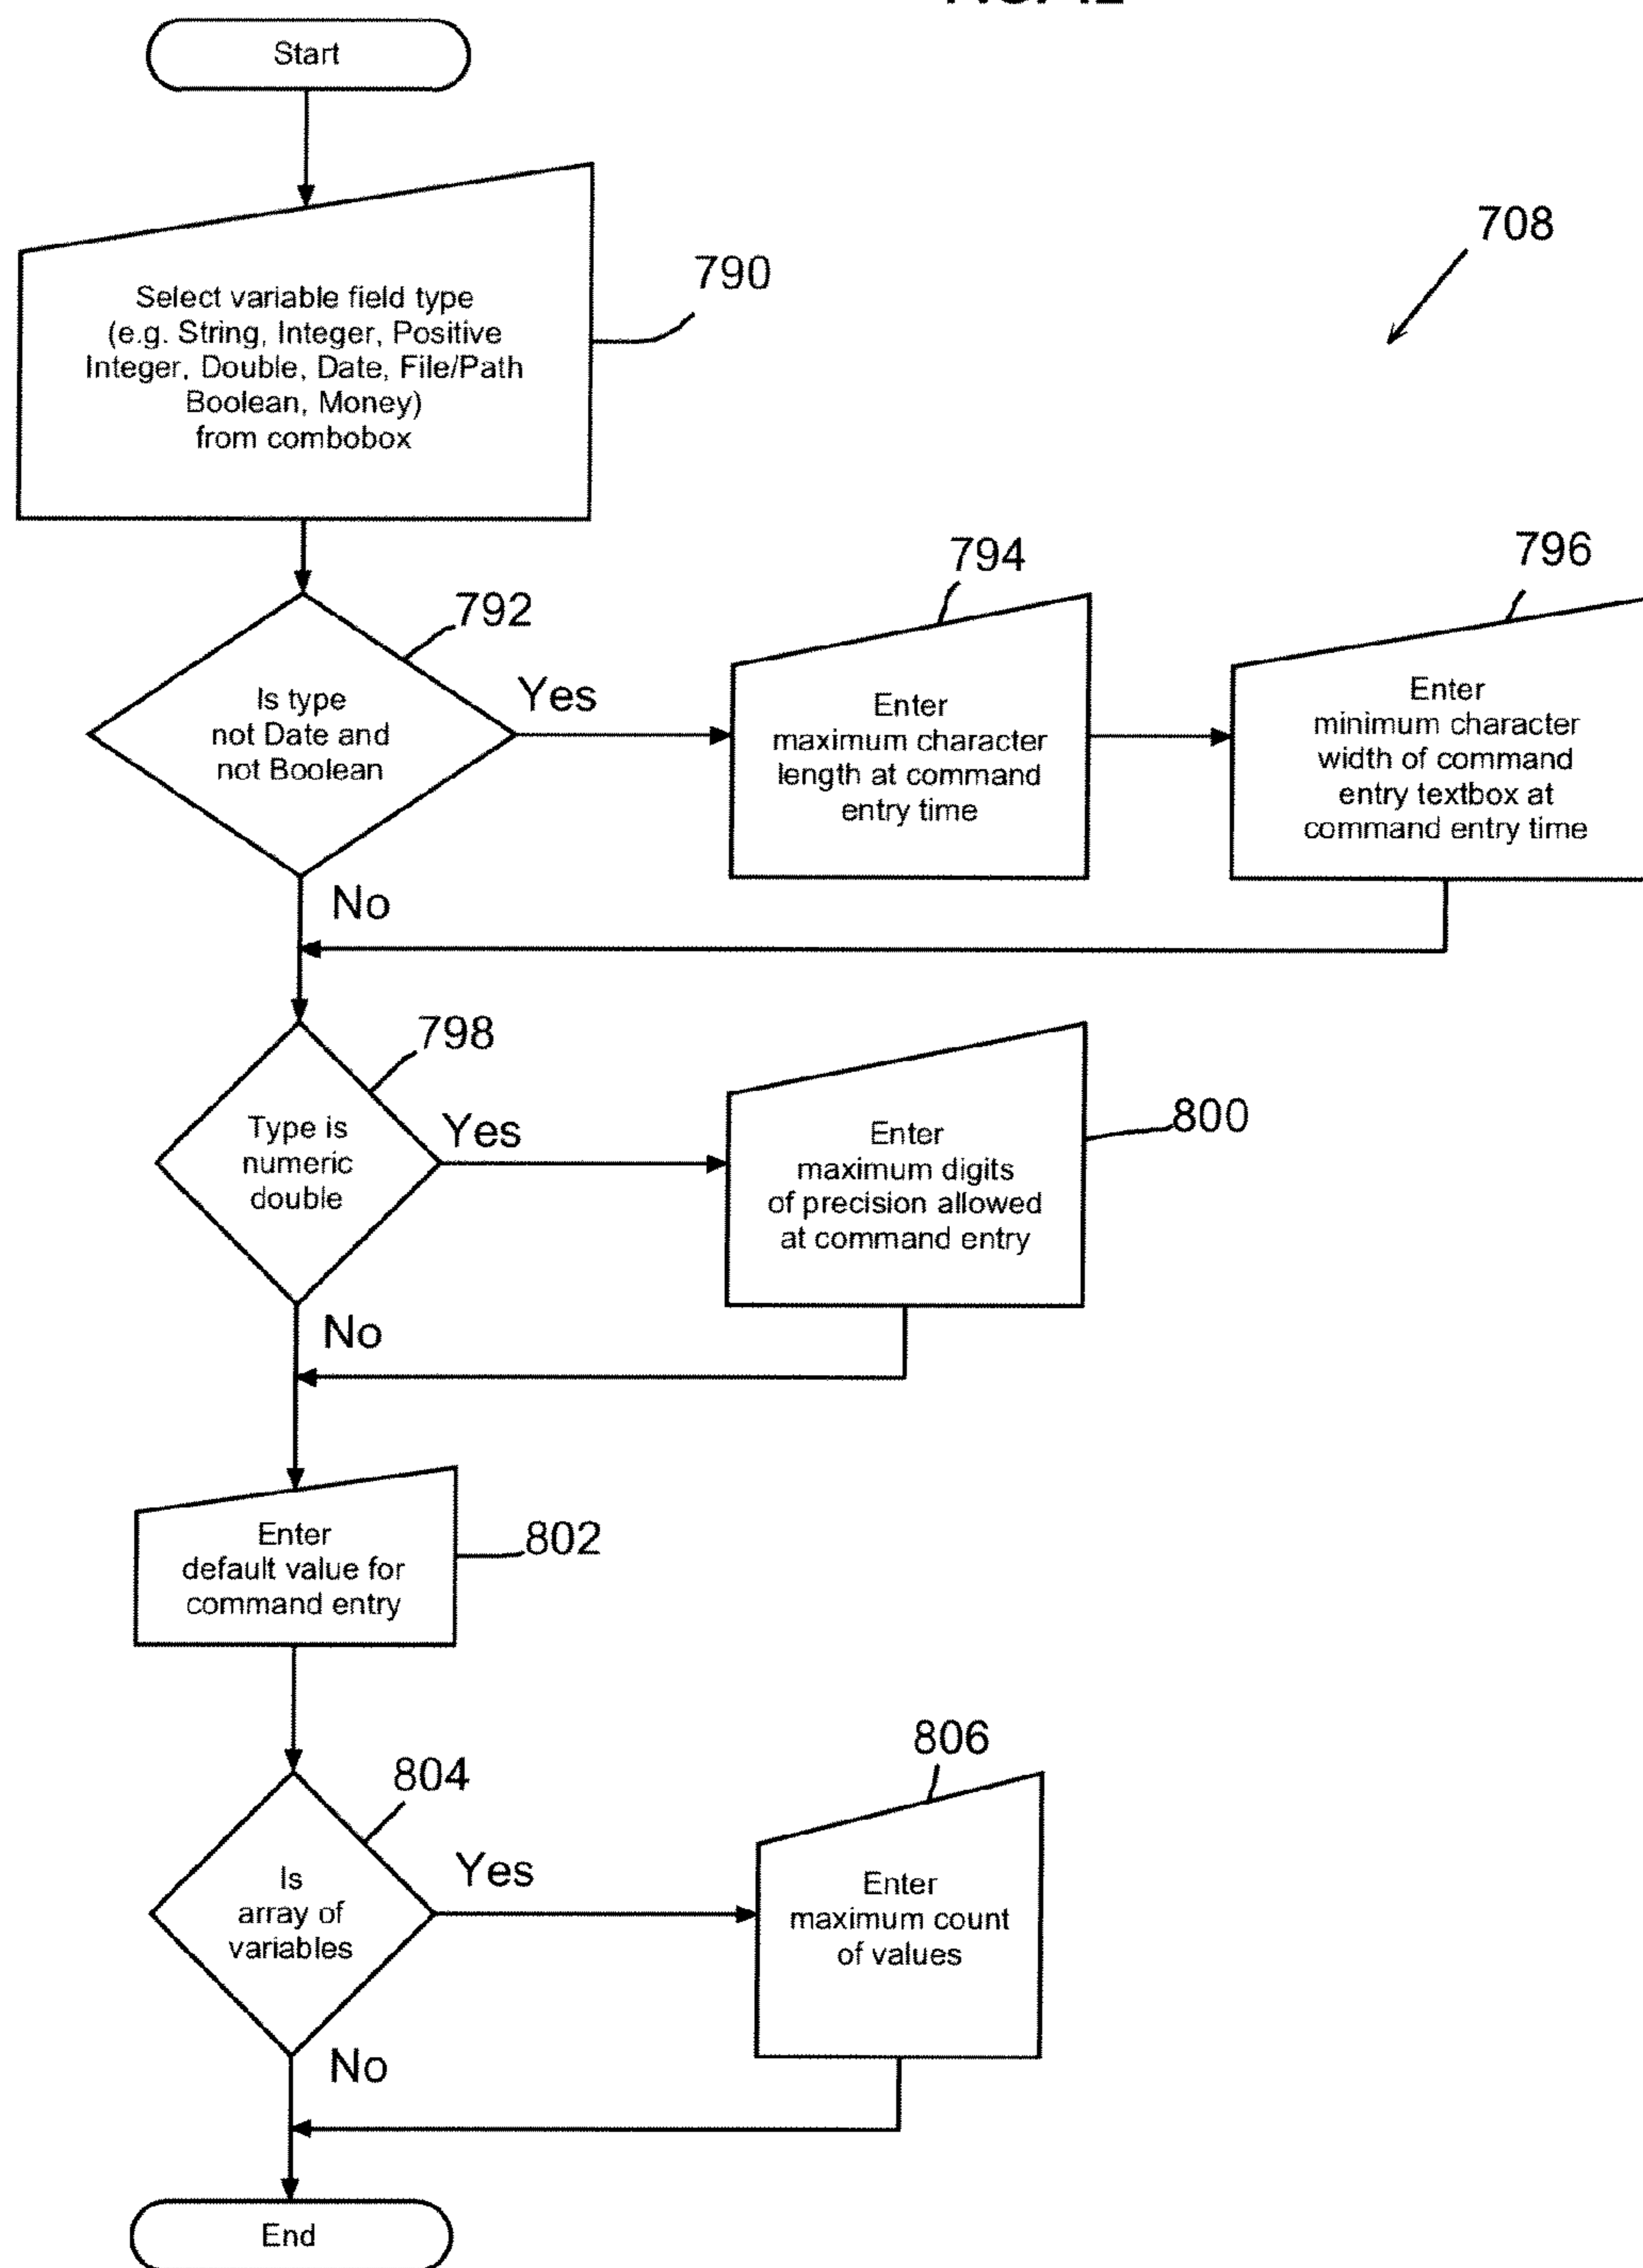 Start
708
790
Select variable field type
(e.g. String, Integer, Positive
Integer, Double, Date, File/Path
Boolean, Money)
from combobox
792
Is type
not Date and
not Boolean
Yes
794
Enter
maximum character
length at command
entry time
796
Enter
minimum character
width of command
entry textbox at
command entry time
No
798
Type is
numeric
double
Yes
800
Enter
maximum digits
of precision allowed
at command entry
No
802
Enter
default value for
command entry
804
Is
array of
variables
Yes
806
Enter
maximum count
of values
No
End